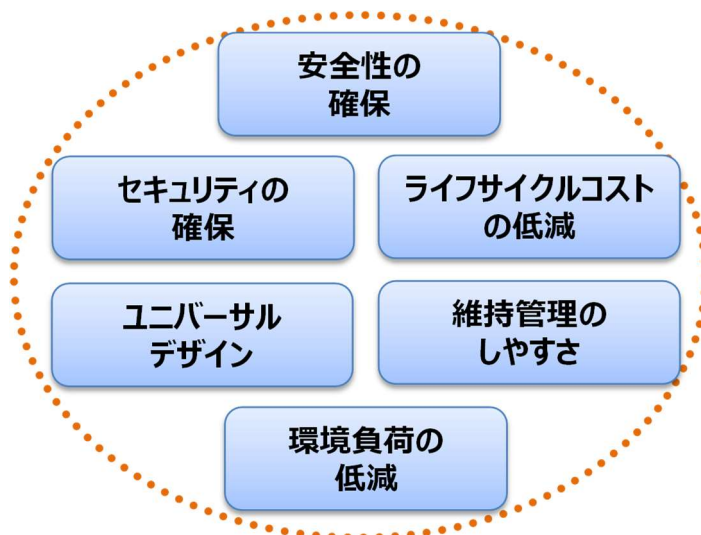 安全性の
確保
セキュリティの
確保
ライフサイクルコスト
の低減
ユニバーサル
デザイン
維持管理の
しやすさ
環境負荷の
低減